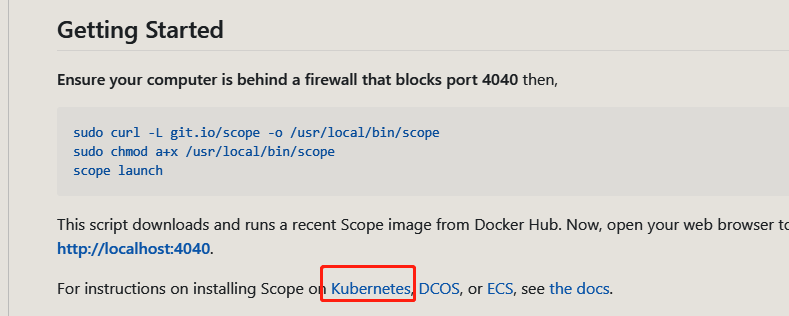 Getting Started
Ensure your computer is behind a firewall that blocks port 4040 then,
sudo curl -L git.io/scope -o /usr/local/bin/scope
sudo chmod a+x /usr/local/bin/scope
scope launch
This script downloads and runs a recent Scope image from Docker Hub. Now, open your web browser to
http://localhost:4040.
For instructions on installing Scope on Kubernetes, DCOS, or ECS, see the docs.